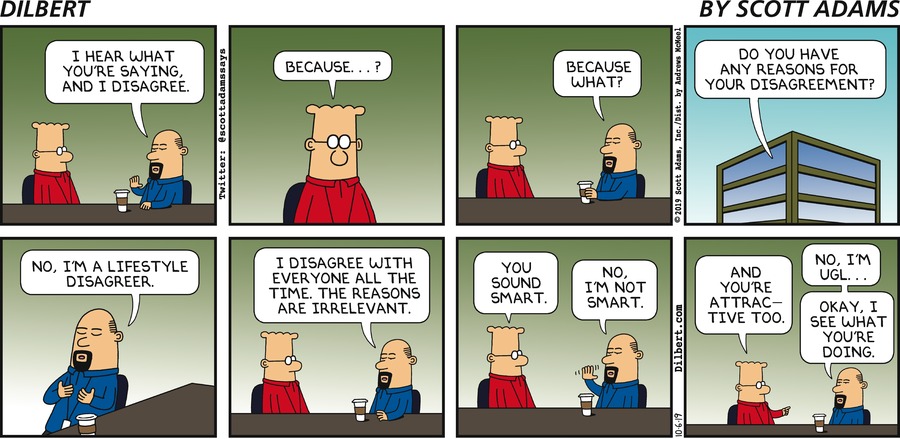 DILBERT
BY SCOTT ADAMS
I HEAR WHAT
YOU'RE SAYING,
AND I DISAGREE.
Twitter: @scottadamssays
BECAUSE...?
BECAUSE
WHAT?
© 2019 Scott Adams, Inc./Dist. by Andrews McMeel
DO YOU HAVE
ANY REASONS FOR
YOUR DISAGREEMENT?
NO, I'M A LIFESTYLE
DISAGREER.
I DISAGREE WITH
EVERYONE ALL THE
TIME. THE REASONS
ARE IRRELEVANT.
YOU
SOUND
SMART.
NO,
I'M NOT
SMART.
Dilbert.com
10-6-19
AND
YOU'RE
ATTRAC–
TIVE TOO.
NO, I'M
UGL...
OKAY, I
SEE WHAT
YOU'RE
DOING.